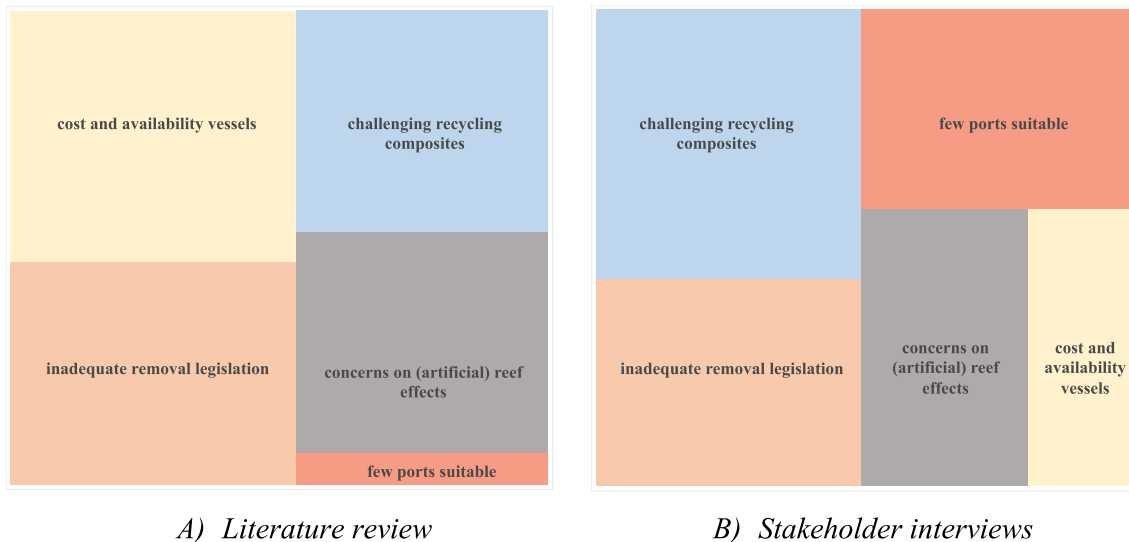 cost and availability vessels
challenging recycling
composites
inadequate removal legislation
concerns on (artificial) reef
effects
few ports suitable
A) Literature review
challenging recycling
composites
few ports suitable
inadequate removal legislation
concerns on
(artificial) reef
effects
cost and
availability
vessels
B) Stakeholder interviews